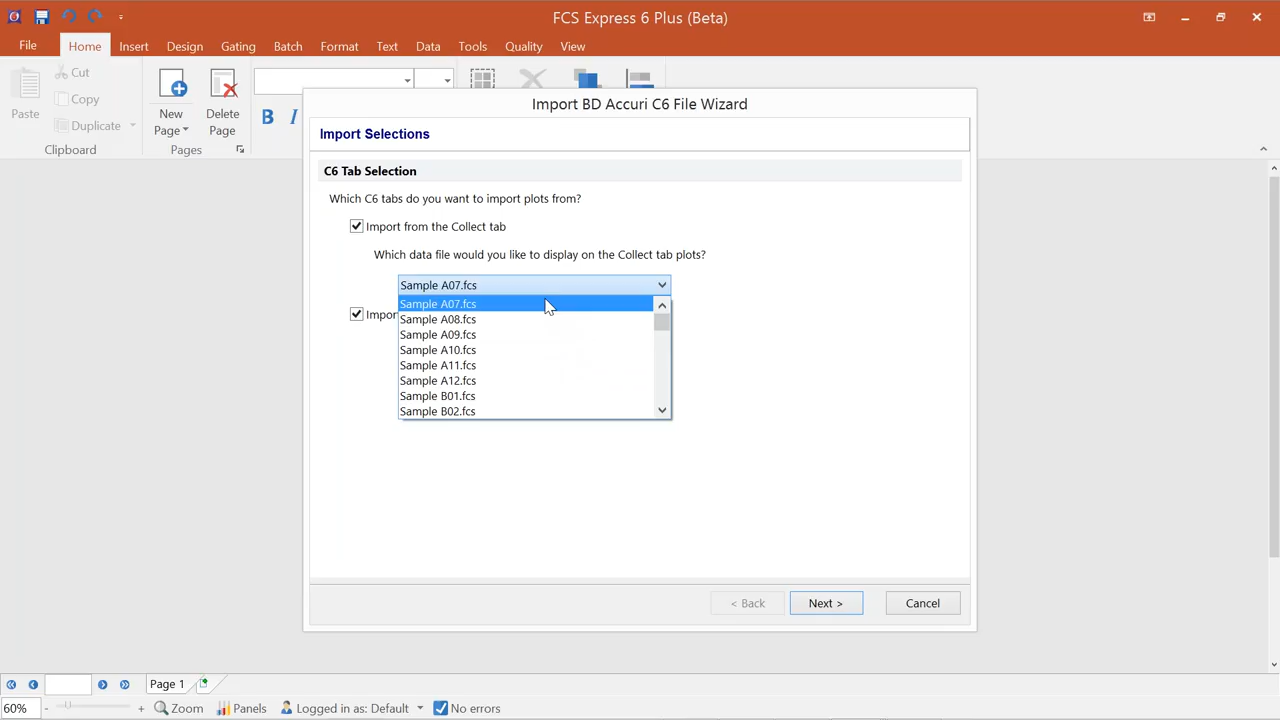 FCS Express 6 Plus (Beta)
File Home Insert Design Gating Batch Format Text Data Tools Quality View
Paste
Cut
Copy
Duplicate
Clipboard
New Page
Delete Page
Pages
B I
Import BD Accuri C6 File Wizard
Import Selections
C6 Tab Selection
Which C6 tabs do you want to import plots from?
Import from the Collect tab
Which data file would you like to display on the Collect tab plots?
Sample A07.fcs
Impor
Sample A07.fcs
Sample A08.fcs
Sample A09.fcs
Sample A10.fcs
Sample A11.fcs
Sample A12.fcs
Sample B01.fcs
Sample B02.fcs
< Back Next > Cancel
Page 1
60% - + Zoom Panels Logged in as: Default No errors